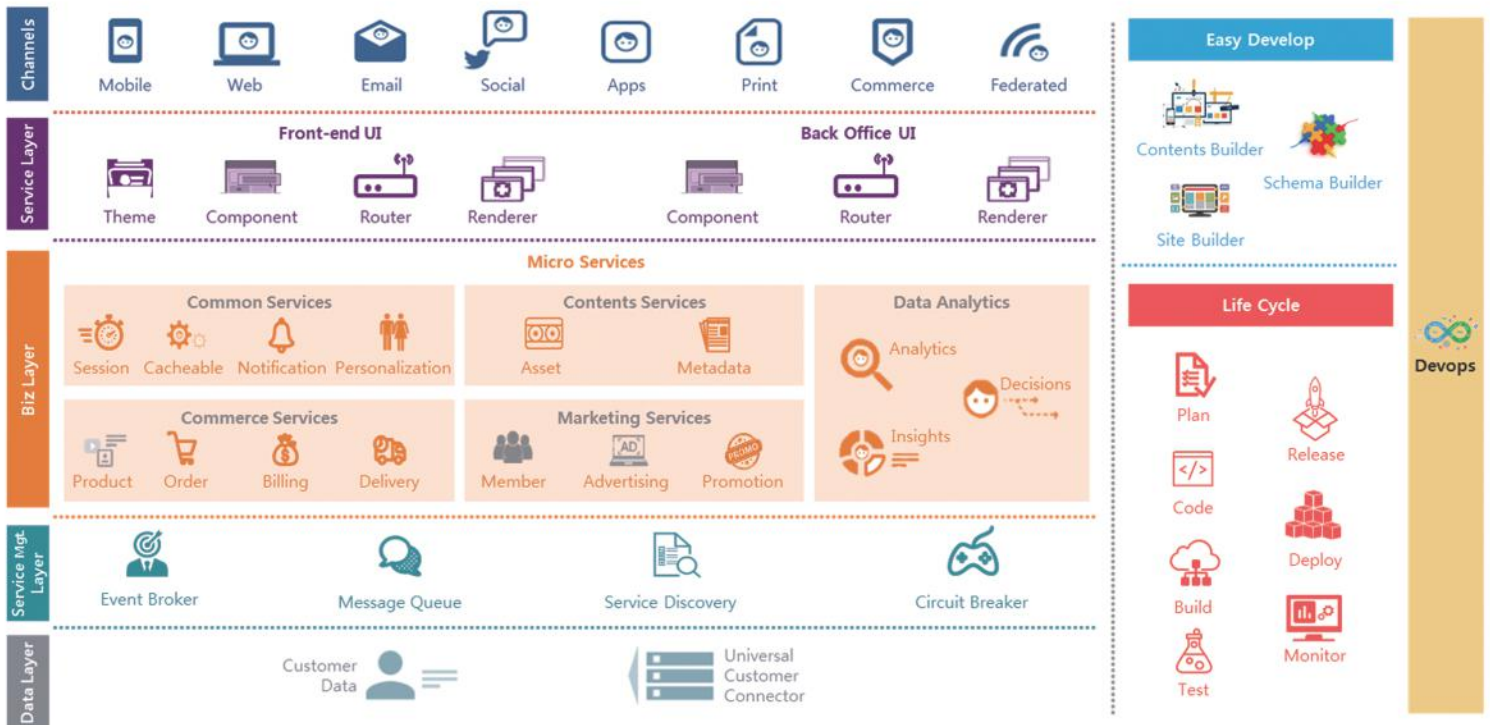 Channels
Mobile
Web
Email
Social
Apps
Print
Commerce
Federated
Service Layer
Front-end UI
Theme
Component
Router
Renderer
Back Office UI
Component
Router
Renderer
Biz Layer
Micro Services
Common Services
Session
Cacheable
Notification
Personalization
Contents Services
Asset
Metadata
Commerce Services
Product
Order
Billing
Delivery
Marketing Services
Member
AD
Advertising
PROMO
Promotion
Data Analytics
Analytics
Decisions
Insights
Service Mgt.
Layer
Event Broker
Message Queue
Service Discovery
Circuit Breaker
Data Layer
Customer
Data
Universal
Customer
Connector
Easy Develop
Contents Builder
Schema Builder
Site Builder
Life Cycle
Plan
</>
Code
Build
Test
Release
Deploy
Monitor
Devops